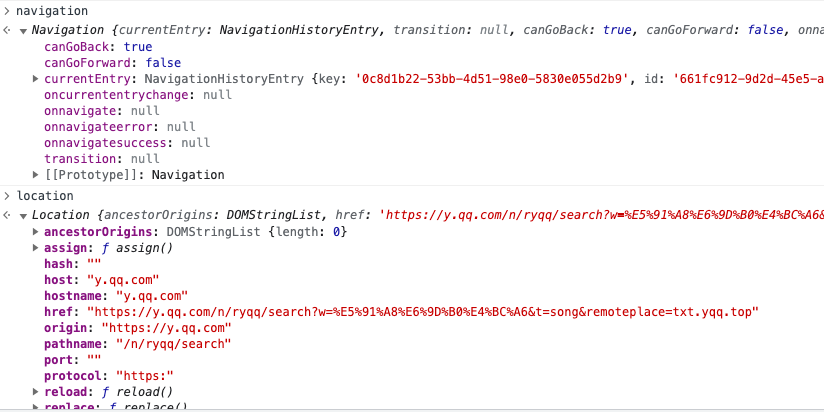 navigation
Navigation {currentEntry: NavigationHistoryEntry, transition: null, canGoBack: true, canGoForward: false, onna
canGoBack: true
canGoForward: false
currentEntry: NavigationHistoryEntry {key: '0c8d1b22-53bb-4d51-98e0-5830e055d2b9', id: '661fc912-9d2d-45e5-a
oncurrententrychange: null
onnavigate: null
onnavigateerror: null
onnavigatesuccess: null
transition: null
[[Prototype]]: Navigation
location
Location {ancestorOrigins: DOMStringList, href: 'https://y.qq.com/n/ryqq/search?w=%E5%91%A8%E6%9D%B0%E4%BC%A6&
ancestorOrigins: DOMStringList {length: 0}
assign: ƒ assign()
hash: ""
host: "y.qq.com"
hostname: "y.qq.com"
href: "https://y.qq.com/n/ryqq/search?w=%E5%91%A8%E6%9D%B0%E4%BC%A6&t=song&remoteplace=txt.yqq.top"
origin: "https://y.qq.com"
pathname: "/n/ryqq/search"
port: ""
protocol: "https:"
reload: ƒ reload()
replace: ƒ replace()